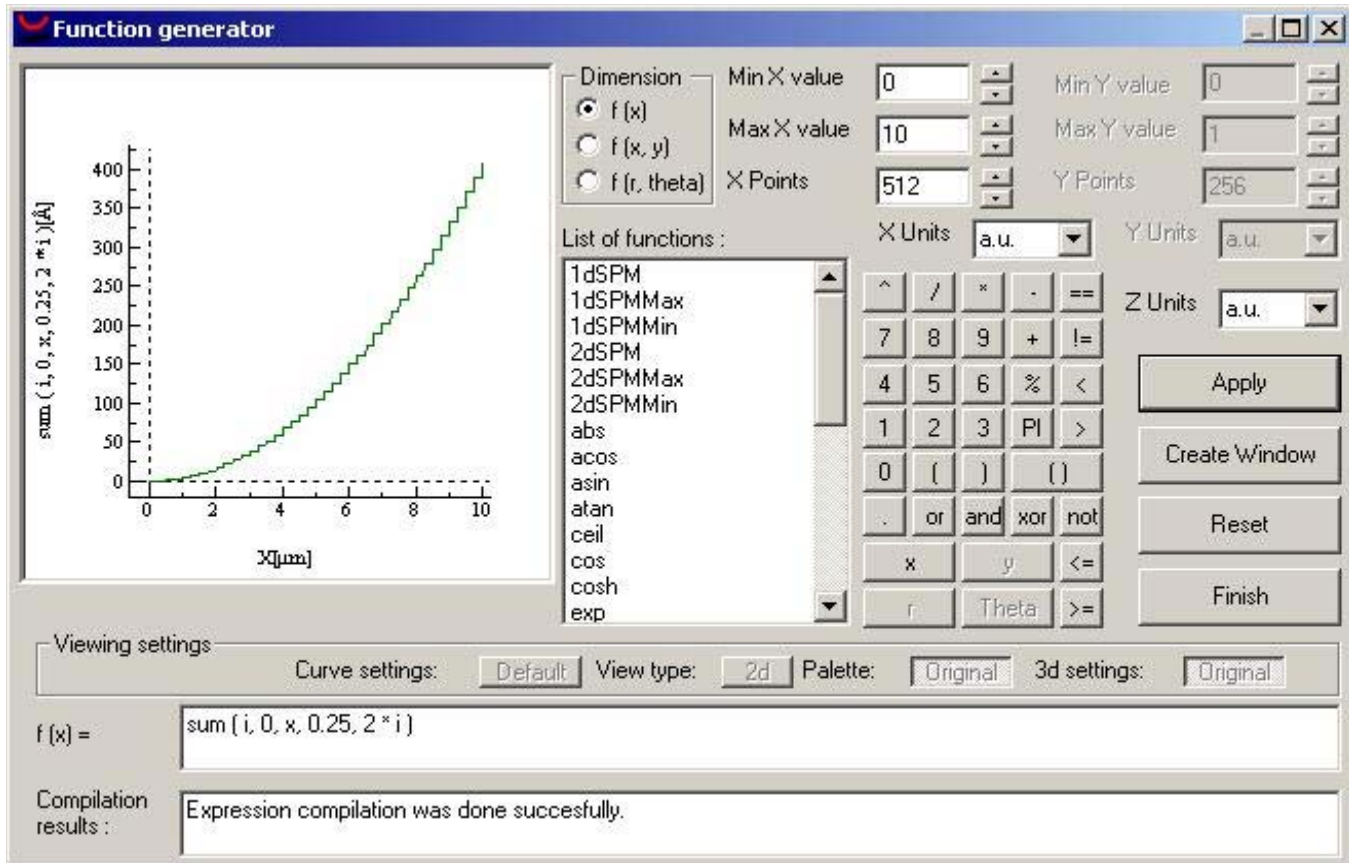 Function generator
sum ( i, 0, x, 0.25, 2 * i )[Å]
400
350
300
250
200
150
100
50
0
0 2 4 6 8 10
X[µm]
Dimension
f (x)
f (x, y)
f (r, theta)
Min X value 0
Max X value 10
X Points 512
Min Y value 0
Max Y value 1
Y Points 256
X Units a.u.
Y Units a.u.
Z Units a.u.
List of functions :
1dSPM
1dSPMMax
1dSPMMin
2dSPM
2dSPMMax
2dSPMMin
abs
acos
asin
atan
ceil
cos
cosh
exp
^ / * - ==
7 8 9 + !=
4 5 6 % <
1 2 3 PI >
0 ( ) ( )
. or and xor not
x y <=
r Theta >=
Apply
Create Window
Reset
Finish
Viewing settings
Curve settings: Default View type: 2d Palette: Original 3d settings: Original
f (x) = sum ( i, 0, x, 0.25, 2 * i )
Compilation
results :
Expression compilation was done succesfully.